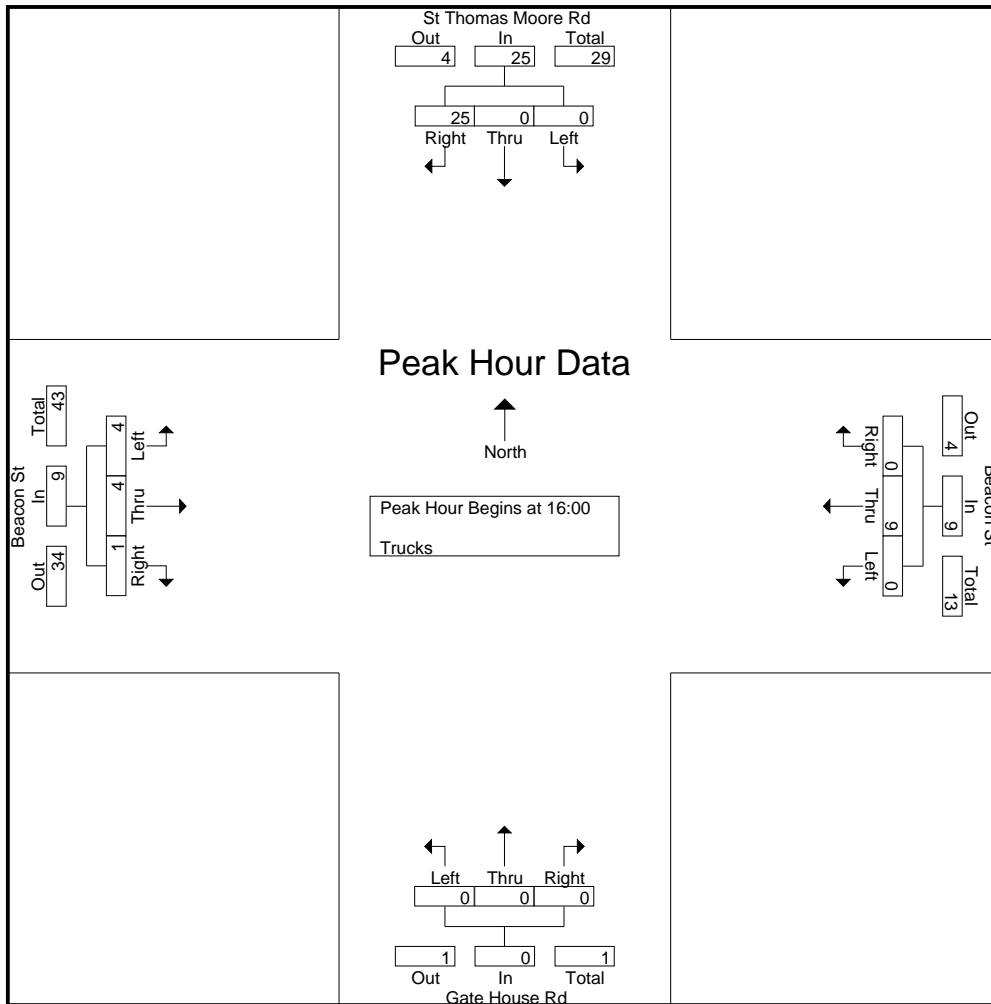 St Thomas Moore Rd
Out In Total
4 25 29
25 0 0
Right Thru Left
Peak Hour Data
North
Peak Hour Begins at 16:00
Trucks
Beacon St
Total In Out
43 9 34
4 4 1
Left Thru Right
Right Thru Left
0 9 0
Out In Total
4 9 13
Beacon St
Left Thru Right
0 0 0
1 0 1
Out In Total
Gate House Rd